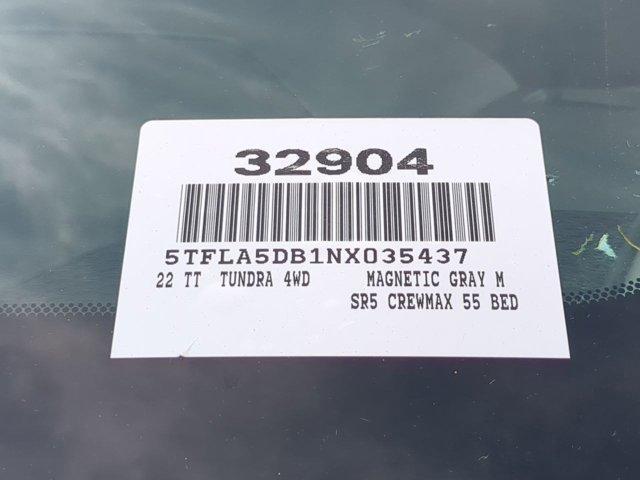 32904
5TFLA5DB1NX035437
22 TT TUNDRA 4WD MAGNETIC GRAY M
SR5 CREWMAX 55 BED